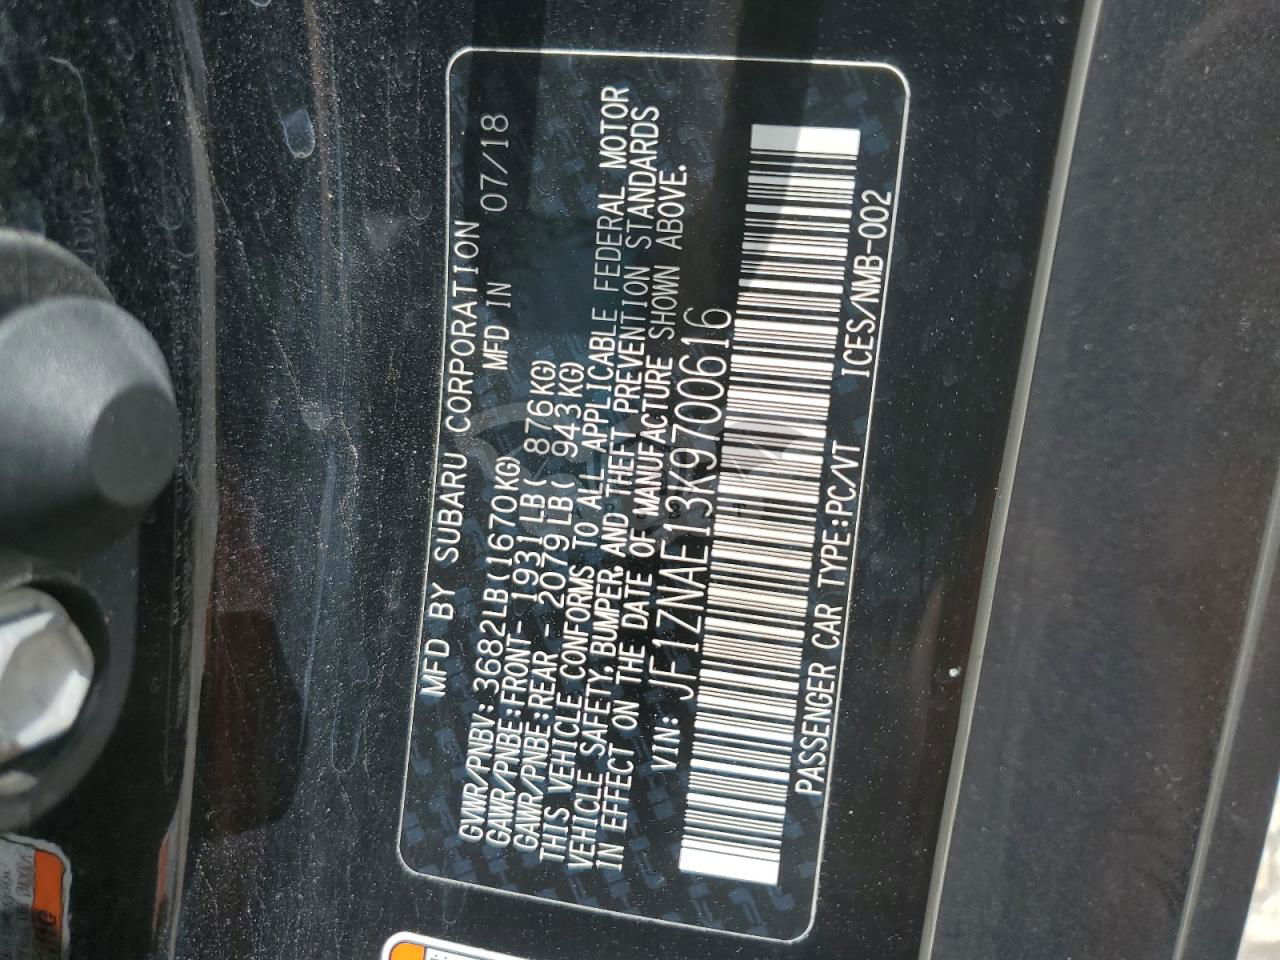 MFD BY SUBARU CORPORATION
MFD IN 07/18
GVWR/PNBV: 3682LB(1670KG)
GAWR/PNBE:FRONT- 1931LB( 876KG)
GAWR/PNBE:REAR - 2079LB( 943KG)
THIS VEHICLE CONFORMS TO ALL APPLICABLE FEDERAL MOTOR
VEHICLE SAFETY, BUMPER, AND THEFT PREVENTION STANDARDS
IN EFFECT ON THE DATE OF MANUFACTURE SHOWN ABOVE.
VIN: JF1ZNAE13K9700616
PASSENGER CAR TYPE:PC/VT ICES/NMB-002